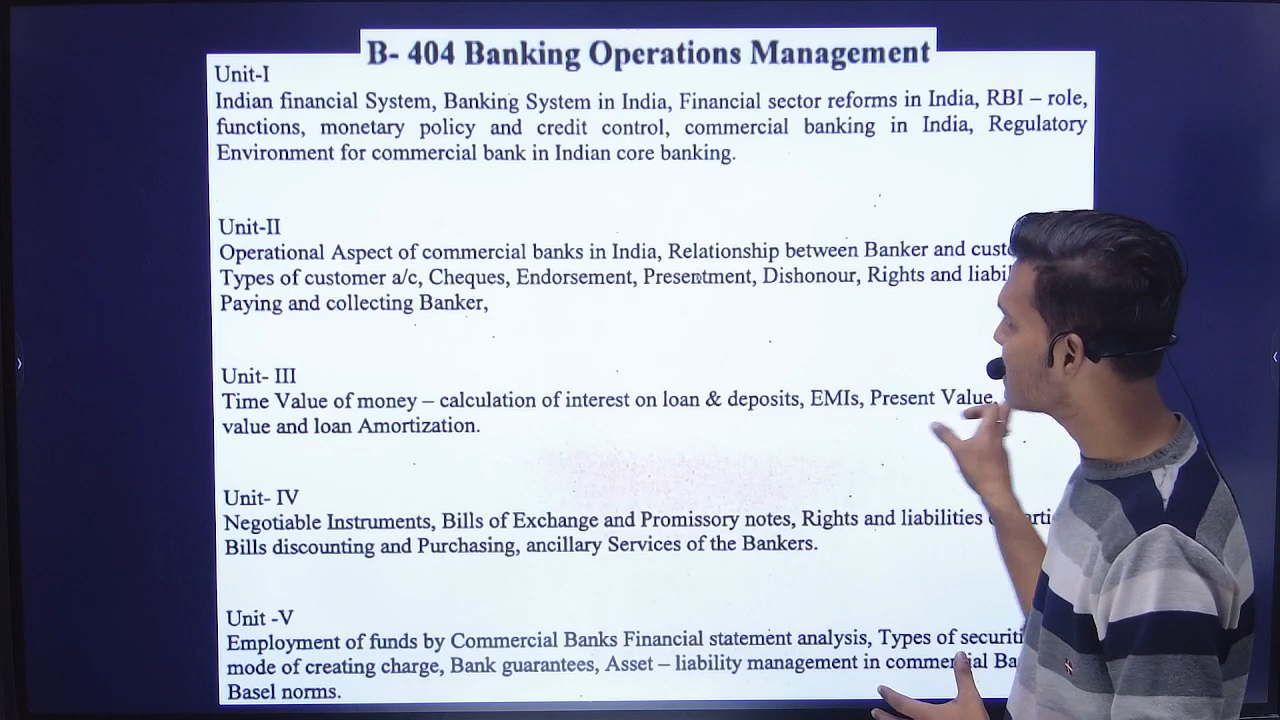 B- 404 Banking Operations Management
Unit-I
Indian financial System, Banking System in India, Financial sector reforms in India, RBI – role,
functions, monetary policy and credit control, commercial banking in India, Regulatory
Environment for commercial bank in Indian core banking.
Unit-II
Operational Aspect of commercial banks in India, Relationship between Banker and
Types of customer a/c, Cheques, Endorsement, Presentment, Dishonour, Rights and
Paying and collecting Banker,
Unit- III
Time Value of money – calculation of interest on loan & deposits, EMIs, Present Value,
value and loan Amortization.
Unit- IV
Negotiable Instruments, Bills of Exchange and Promissory notes, Rights and liabilities
Bills discounting and Purchasing, ancillary Services of the Bankers.
Unit -V
Employment of funds by Commercial Banks Financial statement analysis, Types of
mode of creating charge, Bank guarantees, Asset – liability management in
Basel norms.